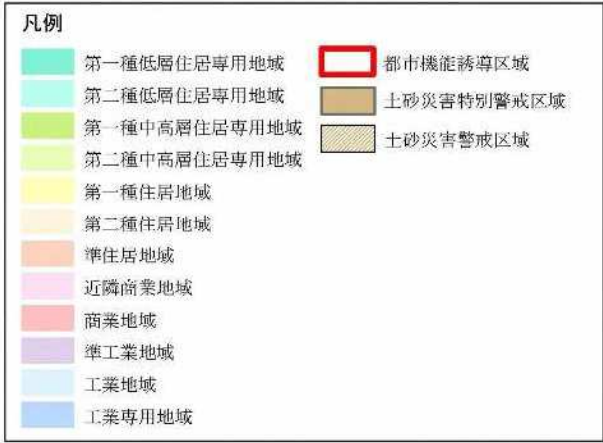 凡例
第一種低層住居専用地域
第二種低層住居専用地域
第一種中高層住居専用地域
第二種中高層住居専用地域
第一種住居地域
第二種住居地域
準住居地域
近隣商業地域
商業地域
準工業地域
工業地域
工業専用地域
都市機能誘導区域
土砂災害特別警戒区域
土砂災害警戒区域